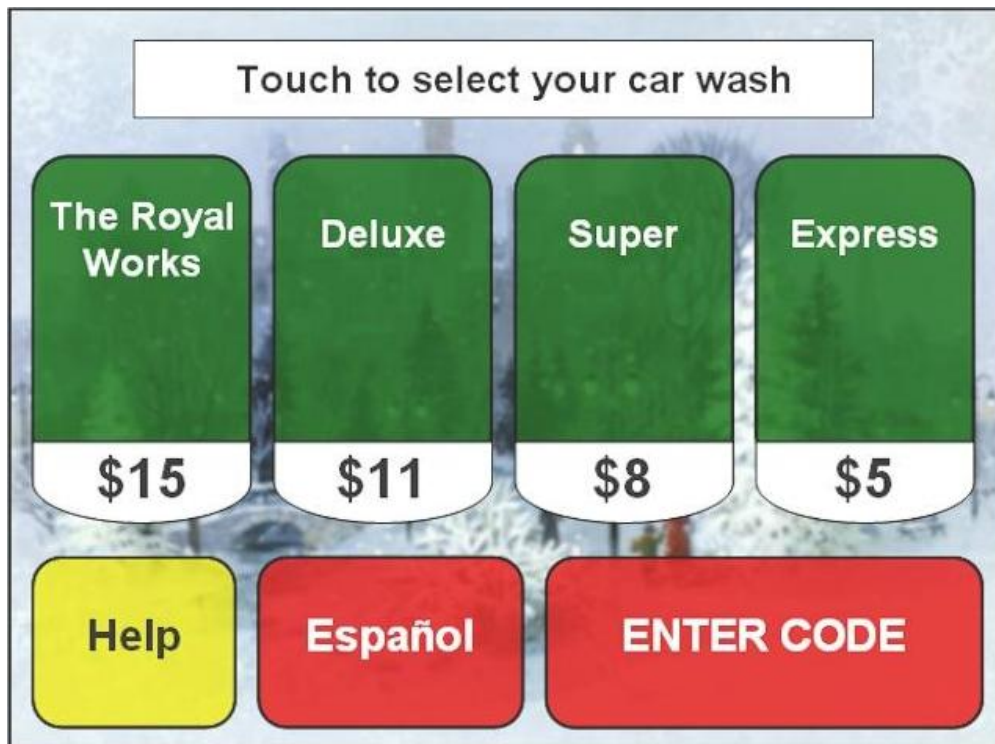 Touch to select your car wash
The Royal
Works
Deluxe
Super
Express
$15
$11
$8
$5
Help
Español
ENTER CODE